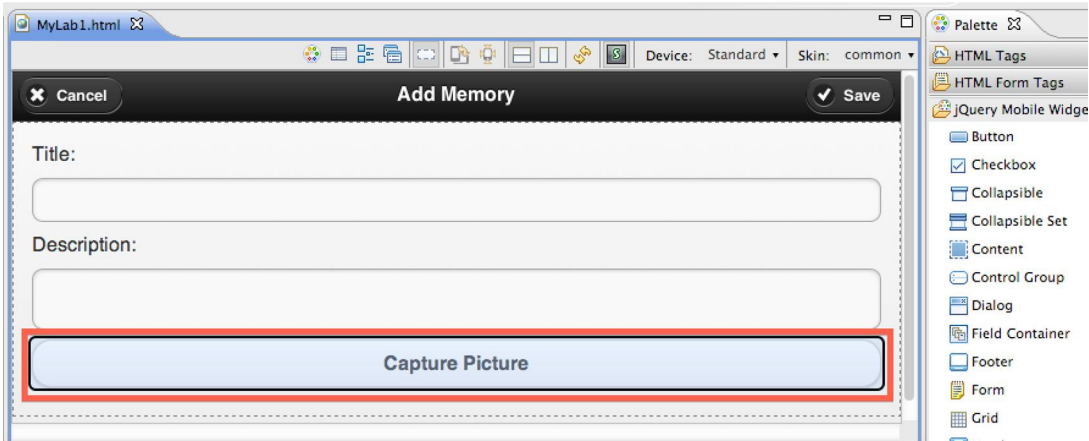 MyLab1.html
Palette
Device: Standard Skin: common
HTML Tags
HTML Form Tags
jQuery Mobile Widge
Cancel
Add Memory
Save
Title:
Description:
Capture Picture
Button
Checkbox
Collapsible
Collapsible Set
Content
Control Group
Dialog
Field Container
Footer
Form
Grid